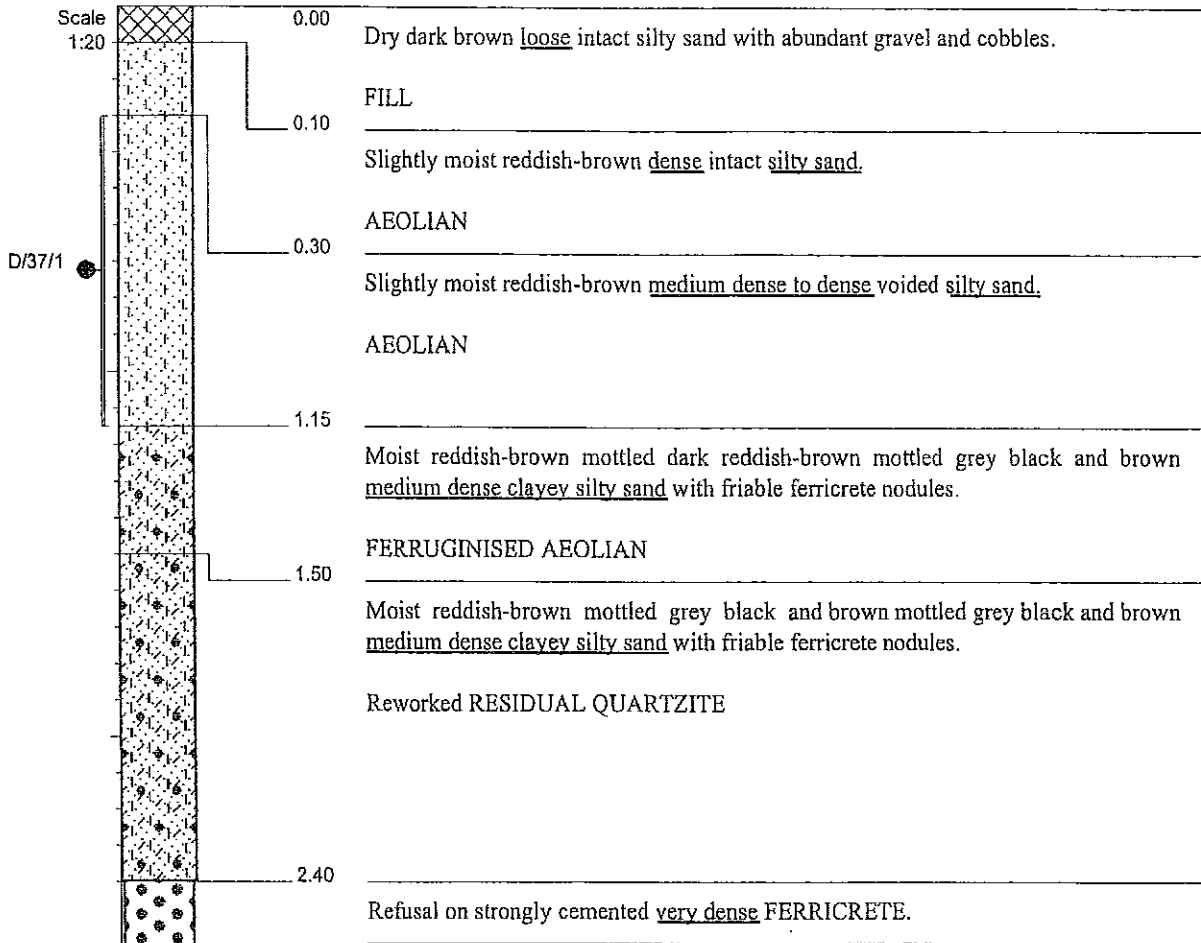 Scale
1:20
0.00
Dry dark brown loose intact silty sand with abundant gravel and cobbles.
FILL
0.10
Slightly moist reddish-brown dense intact silty sand.
AEOLIAN
0.30
D/37/1
Slightly moist reddish-brown medium dense to dense voided silty sand.
AEOLIAN
1.15
Moist reddish-brown mottled dark reddish-brown mottled grey black and brown
medium dense clayey silty sand with friable ferricrete nodules.
FERRUGINISED AEOLIAN
1.50
Moist reddish-brown mottled grey black and brown mottled grey black and brown
medium dense clayey silty sand with friable ferricrete nodules.
Reworked RESIDUAL QUARTZITE
2.40
Refusal on strongly cemented very dense FERRICRETE.